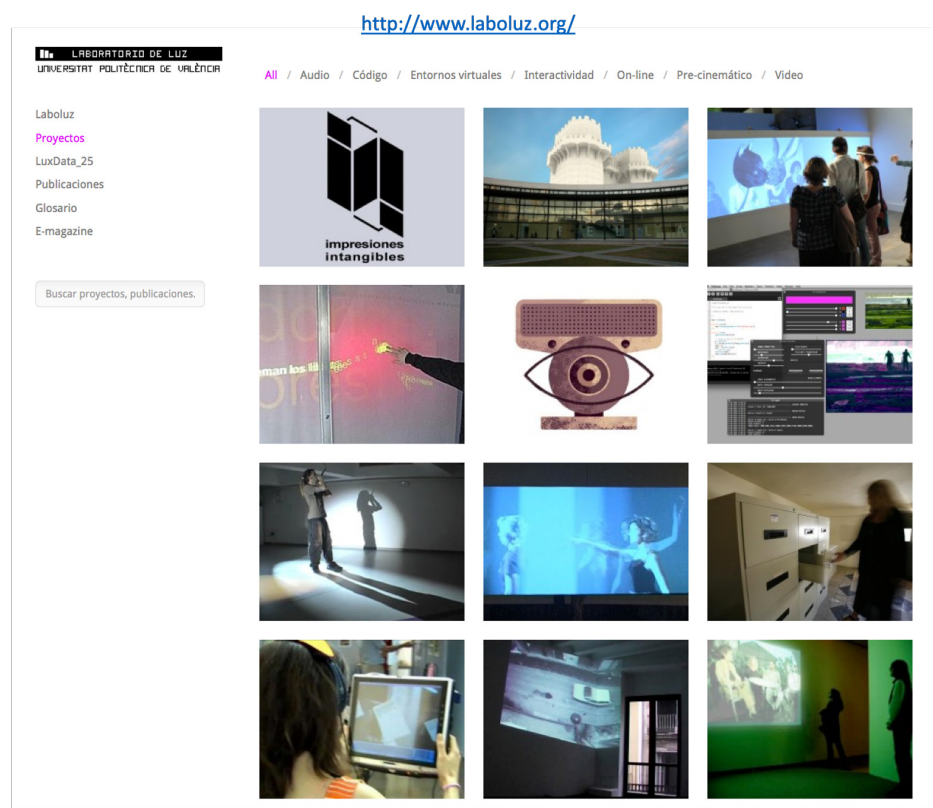 http://www.laboluz.org/
LABORATORIO DE LUZ
UNIVERSITAT POLITÈCNICA DE VALÈNCIA
All / Audio / Código / Entornos virtuales / Interactividad / On-line / Pre-cinemático / Video
Laboluz
Proyectos
LuxData_25
Publicaciones
Glosario
E-magazine
Buscar proyectos, publicaciones.
impresiones
intangibles